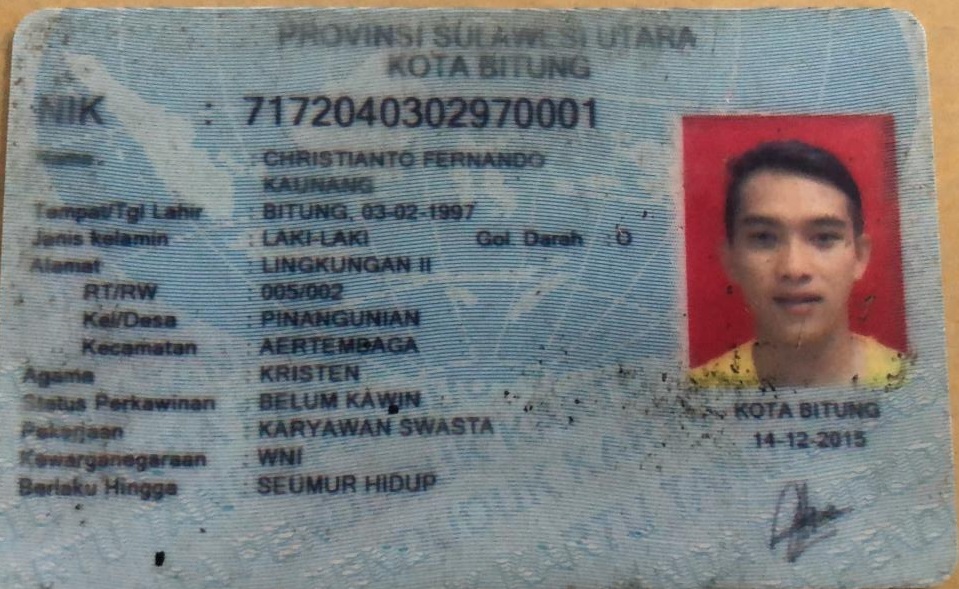 PROVINSI SULAWESI UTARA
KOTA BITUNG
NIK : 7172040302970001
Nama : CHRISTIANTO FERNANDO
KAUNANG
Tempat/Tgl Lahir : BITUNG, 03-02-1997
Jenis kelamin : LAKI-LAKI Gol. Darah : O
Alamat : LINGKUNGAN II
RT/RW : 005/002
Kel/Desa : PINANGUNIAN
Kecamatan : AERTEMBAGA
Agama : KRISTEN
Status Perkawinan : BELUM KAWIN
Pekerjaan : KARYAWAN SWASTA
Kewarganegaraan : WNI
Berlaku Hingga : SEUMUR HIDUP
KOTA BITUNG
14-12-2015